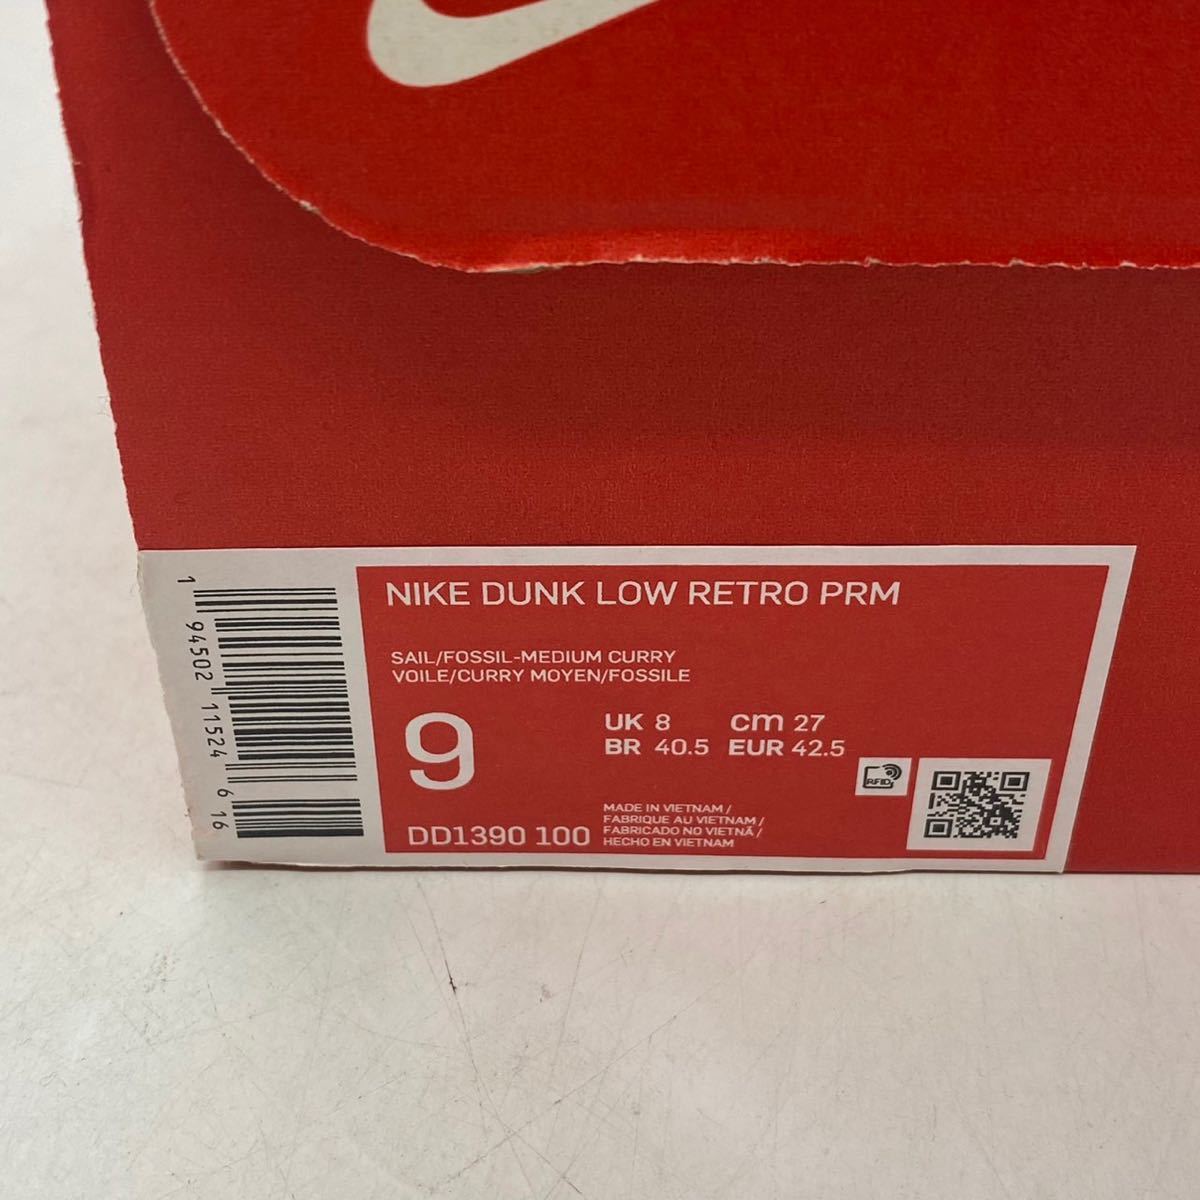 NIKE DUNK LOW RETRO PRM
SAIL/FOSSIL-MEDIUM CURRY
VOILE/CURRY MOYEN/FOSSILE
9
UK 8 cm 27
BR 40.5 EUR 42.5
DD1390 100
MADE IN VIETNAM /
FABRIQUE AU VIETNAM /
FABRICADO NO VIETNÃ /
HECHO EN VIETNAM
RFID
1 94502 11524 6 16